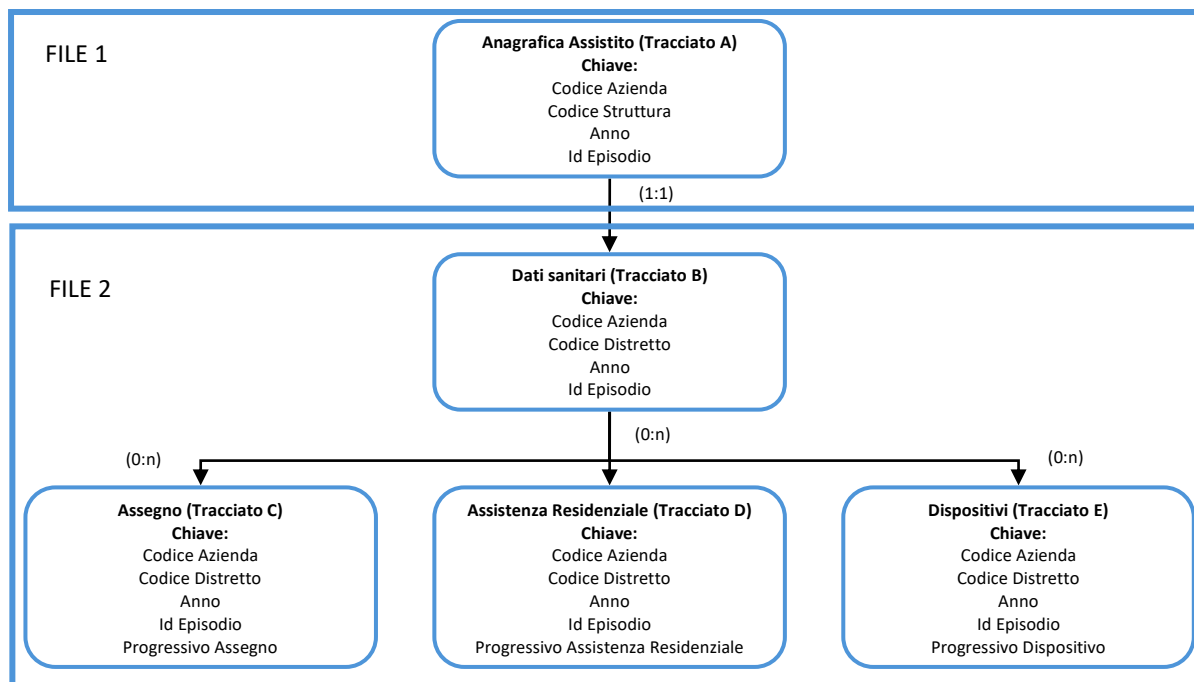 FILE 1
Anagrafica Assistito (Tracciato A)
Chiave:
Codice Azienda
Codice Struttura
Anno
Id Episodio
(1:1)
FILE 2
Dati sanitari (Tracciato B)
Chiave:
Codice Azienda
Codice Distretto
Anno
Id Episodio
(0:n)
(0:n)
(0:n)
Assegno (Tracciato C)
Chiave:
Codice Azienda
Codice Distretto
Anno
Id Episodio
Progressivo Assegno
Assistenza Residenziale (Tracciato D)
Chiave:
Codice Azienda
Codice Distretto
Anno
Id Episodio
Progressivo Assistenza Residenziale
Dispositivi (Tracciato E)
Chiave:
Codice Azienda
Codice Distretto
Anno
Id Episodio
Progressivo Dispositivo